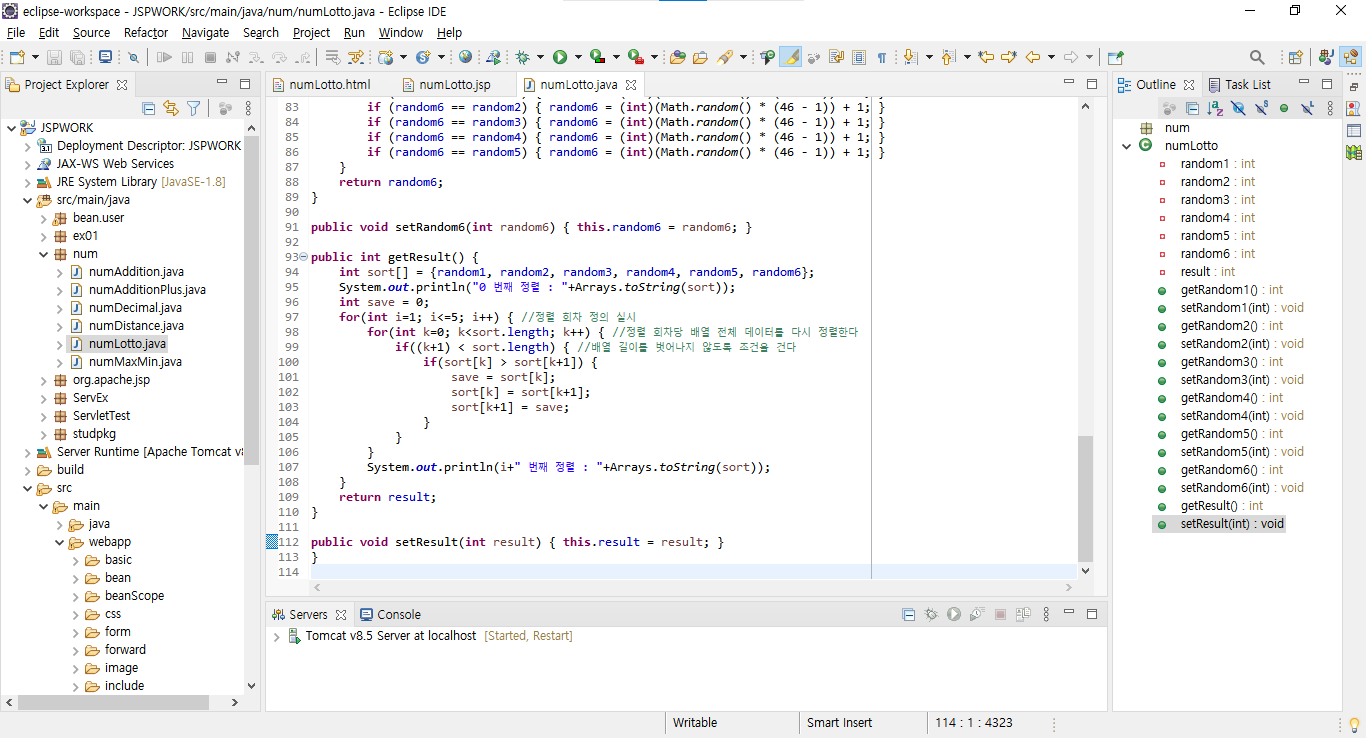 eclipse-workspace - JSPWORK/src/main/java/num/numLotto.java - Eclipse IDE
File Edit Source Refactor Navigate Search Project Run Window Help
Project Explorer
JSPWORK
Deployment Descriptor: JSPWORK
JAX-WS Web Services
JRE System Library [JavaSE-1.8]
src/main/java
bean.user
ex01
num
numAddition.java
numAdditionPlus.java
numDecimal.java
numDistance.java
numLotto.java
numMaxMin.java
org.apache.jsp
ServEx
ServletTest
studpkg
Server Runtime [Apache Tomcat v8
build
src
main
java
webapp
basic
bean
beanScope
css
form
forward
image
include
numLotto.html numLotto.jsp numLotto.java
83 if (random6 == random2) { random6 = (int)(Math.random() * (46 - 1)) + 1; }
84 if (random6 == random3) { random6 = (int)(Math.random() * (46 - 1)) + 1; }
85 if (random6 == random4) { random6 = (int)(Math.random() * (46 - 1)) + 1; }
86 if (random6 == random5) { random6 = (int)(Math.random() * (46 - 1)) + 1; }
87 }
88 return random6;
89 }
90
91 public void setRandom6(int random6) { this.random6 = random6; }
92
93 public int getResult() {
94 int sort[] = {random1, random2, random3, random4, random5, random6};
95 System.out.println("0 번째 정렬 : "+Arrays.toString(sort));
96 int save = 0;
97 for(int i=1; i<=5; i++) { //정렬 회차 정의 실시
98 for(int k=0; k<sort.length; k++) { //정렬 회차당 배열 전체 데이터를 다시 정렬한다
99 if((k+1) < sort.length) { //배열 길이를 벗어나지 않도록 조건을 건다
100 if(sort[k] > sort[k+1]) {
101 save = sort[k];
102 sort[k] = sort[k+1];
103 sort[k+1] = save;
104 }
105 }
106 }
107 System.out.println(i+" 번째 정렬 : "+Arrays.toString(sort));
108 }
109 return result;
110 }
111
112 public void setResult(int result) { this.result = result; }
113 }
114
Servers Console
Tomcat v8.5 Server at localhost [Started, Restart]
Outline Task List
num
numLotto
random1 : int
random2 : int
random3 : int
random4 : int
random5 : int
random6 : int
result : int
getRandom1() : int
setRandom1(int) : void
getRandom2() : int
setRandom2(int) : void
getRandom3() : int
setRandom3(int) : void
getRandom4() : int
setRandom4(int) : void
getRandom5() : int
setRandom5(int) : void
getRandom6() : int
setRandom6(int) : void
getResult() : int
setResult(int) : void
Writable Smart Insert 114 : 1 : 4323